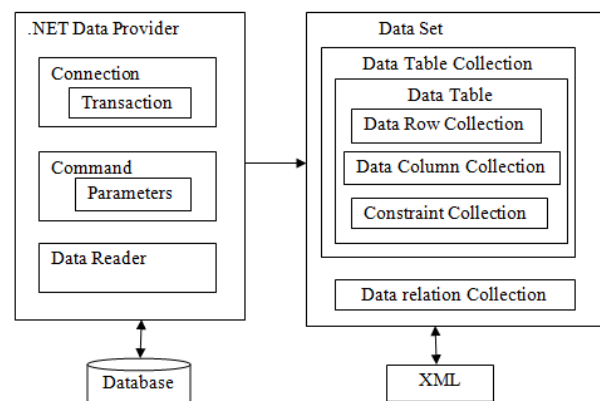 .NET Data Provider
Connection
Transaction
Command
Parameters
Data Reader
Database
Data Set
Data Table Collection
Data Table
Data Row Collection
Data Column Collection
Constraint Collection
Data relation Collection
XML